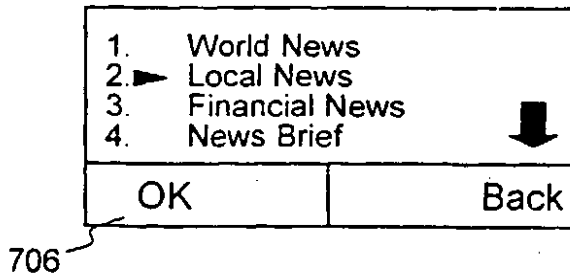 1. World News
2. Local News
3. Financial News
4. News Brief
OK Back
706